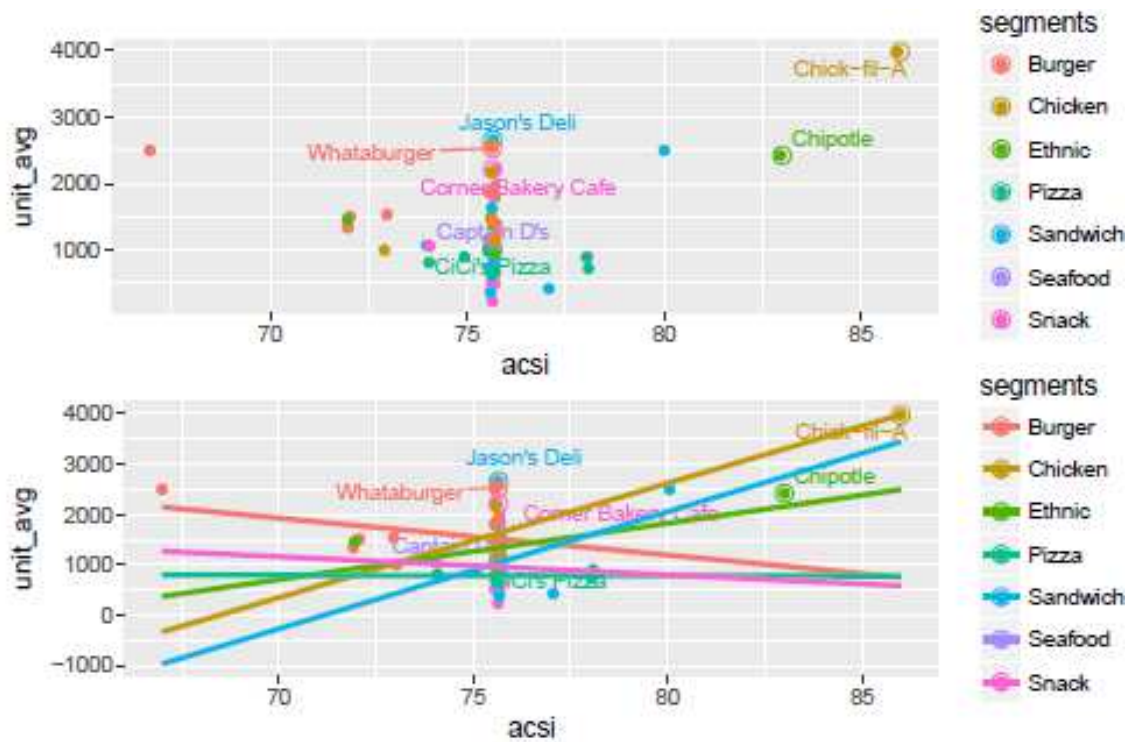 segments
4000
Chick-fil-A
Burger
3000
Chicken
Jason's Deli
Chipotle
Ethnic
Whataburger
unit_avg
2000
Corner Bakery Cafe
Pizza
Sandwich
1000
Captain D's
CiCi's Pizza
Seafood
Snack
70
75
80
85
acsi
segments
4000
Chick-fil-A
Burger
Jason's Deli
Chicken
3000
Chipotle
Whataburger
Ethnic
2000
Corner Bakery Cafe
unit_avg
Pizza
1000
CiCi's Pizza
Sandwich
0
Seafood
-1000
Snack
70
75
80
85
acsi